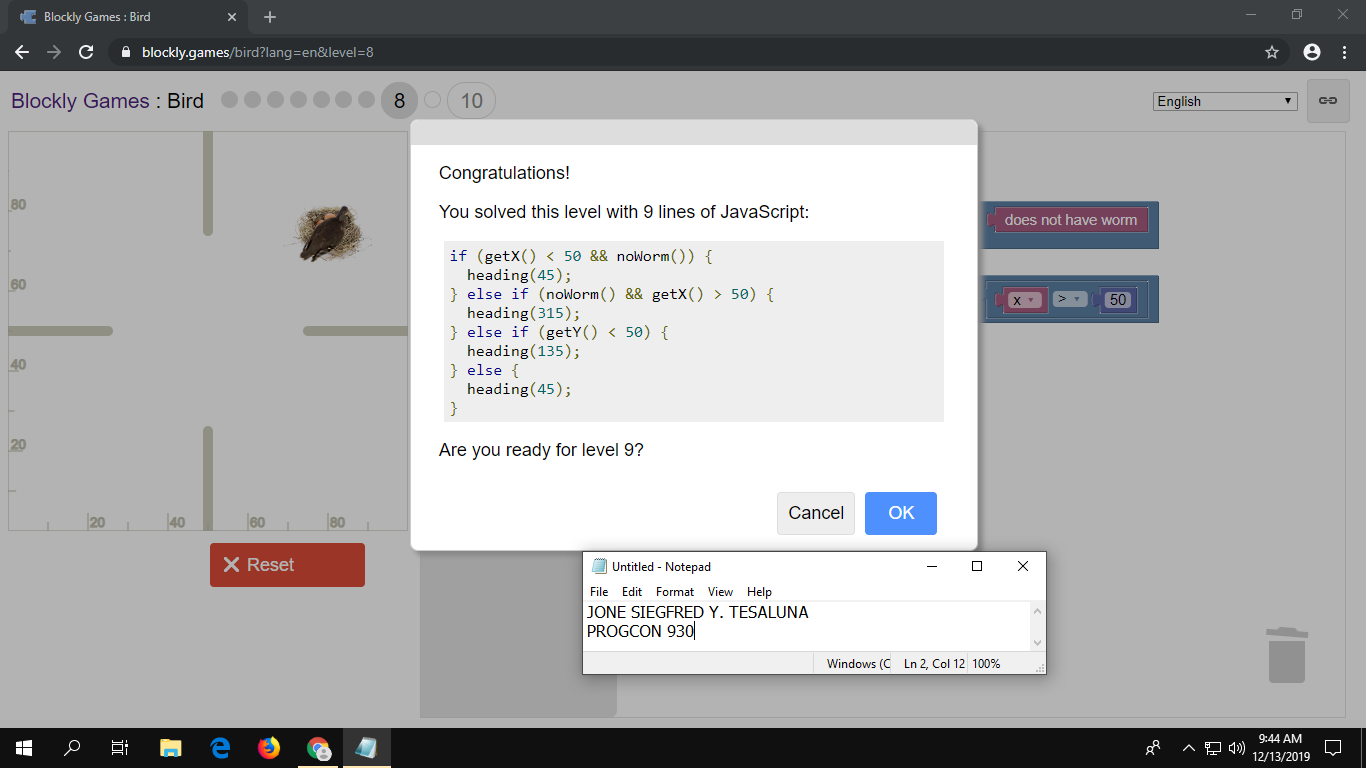 Blockly Games : Bird
blockly.games/bird?lang=en&level=8
Blockly Games : Bird
8
10
English
80
60
40
20
20
40
60
80
Reset
Congratulations!
You solved this level with 9 lines of JavaScript:
if (getX() < 50 && noWorm()) {
heading(45);
} else if (noWorm() && getX() > 50) {
heading(315);
} else if (getY() < 50) {
heading(135);
} else {
heading(45);
}
Are you ready for level 9?
Cancel
OK
does not have worm
x > 50
Untitled - Notepad
File Edit Format View Help
JONE SIEGFRED Y. TESALUNA
PROGCON 930
Windows (C Ln 2, Col 12 100%
9:44 AM
12/13/2019